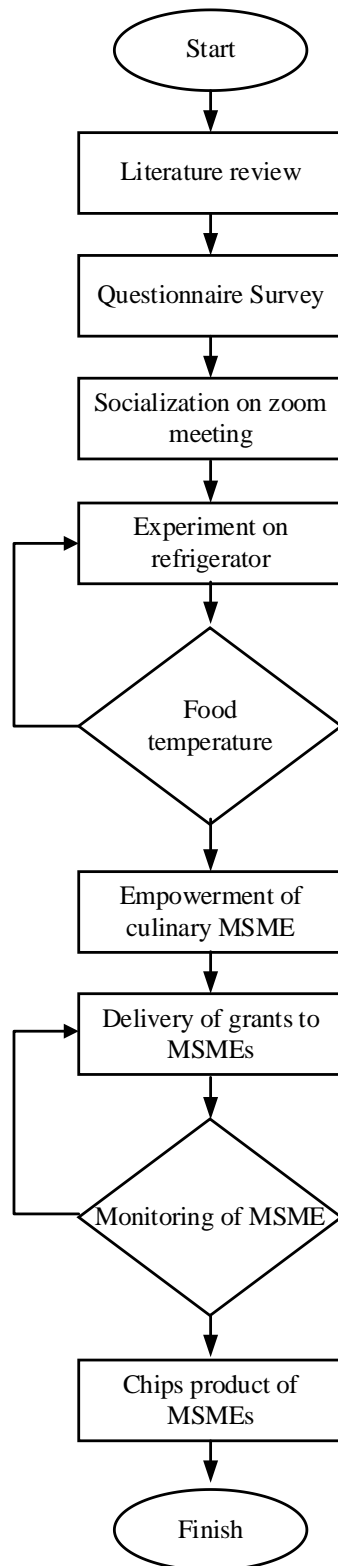 Start
Literature review
Questionnaire Survey
Socialization on zoom
meeting
Experiment on
refrigerator
Food
temperature
Empowerment of
culinary MSME
Delivery of grants to
MSMEs
Monitoring of MSME
Chips product of
MSMEs
Finish